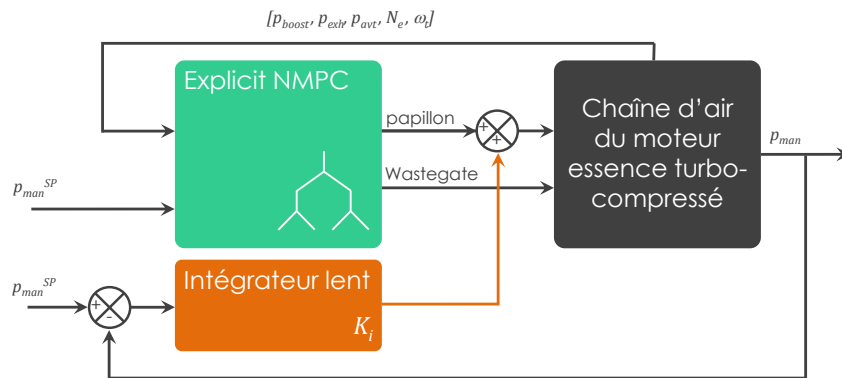 [p_boost, p_exh, p_avt, N_e, ω_t]
Explicit NMPC
papillon
+
+
Wastegate
Chaîne d'air
du moteur
essence turbo-
compressé
p_man
p_man^SP
p_man^SP
+
-
Intégrateur lent
K_i